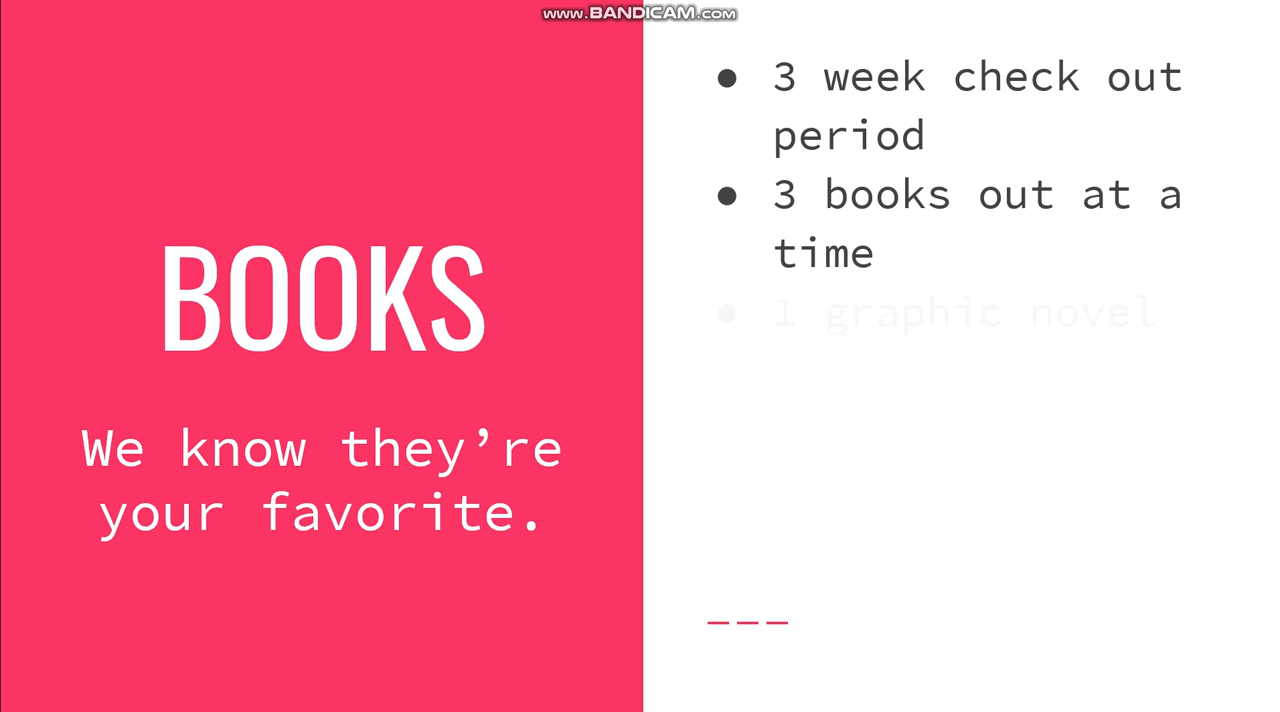 www.BANDICAM.com
BOOKS
We know they’re
your favorite.
● 3 week check out
period
● 3 books out at a
time
● 1 graphic novel